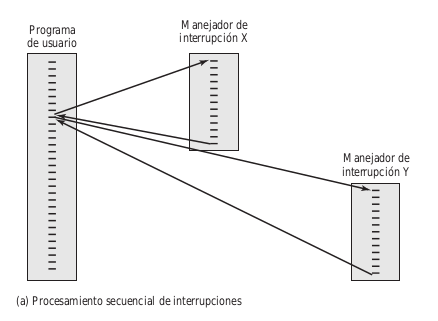 Programa
de usuario
Manejador de
interrupción X
Manejador de
interrupción Y
(a) Procesamiento secuencial de interrupciones